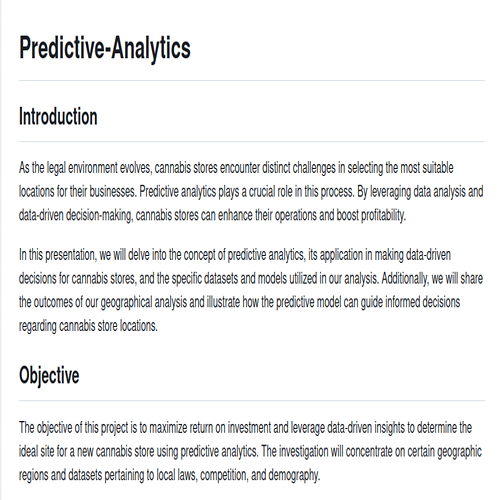 Predictive-Analytics
Introduction
As the legal environment evolves, cannabis stores encounter distinct challenges in selecting the most suitable
locations for their businesses. Predictive analytics plays a crucial role in this process. By leveraging data analysis and
data-driven decision-making, cannabis stores can enhance their operations and boost profitability.
In this presentation, we will delve into the concept of predictive analytics, its application in making data-driven
decisions for cannabis stores, and the specific datasets and models utilized in our analysis. Additionally, we will share
the outcomes of our geographical analysis and illustrate how the predictive model can guide informed decisions
regarding cannabis store locations.
Objective
The objective of this project is to maximize return on investment and leverage data-driven insights to determine the
ideal site for a new cannabis store using predictive analytics. The investigation will concentrate on certain geographic
regions and datasets pertaining to local laws, competition, and demography.